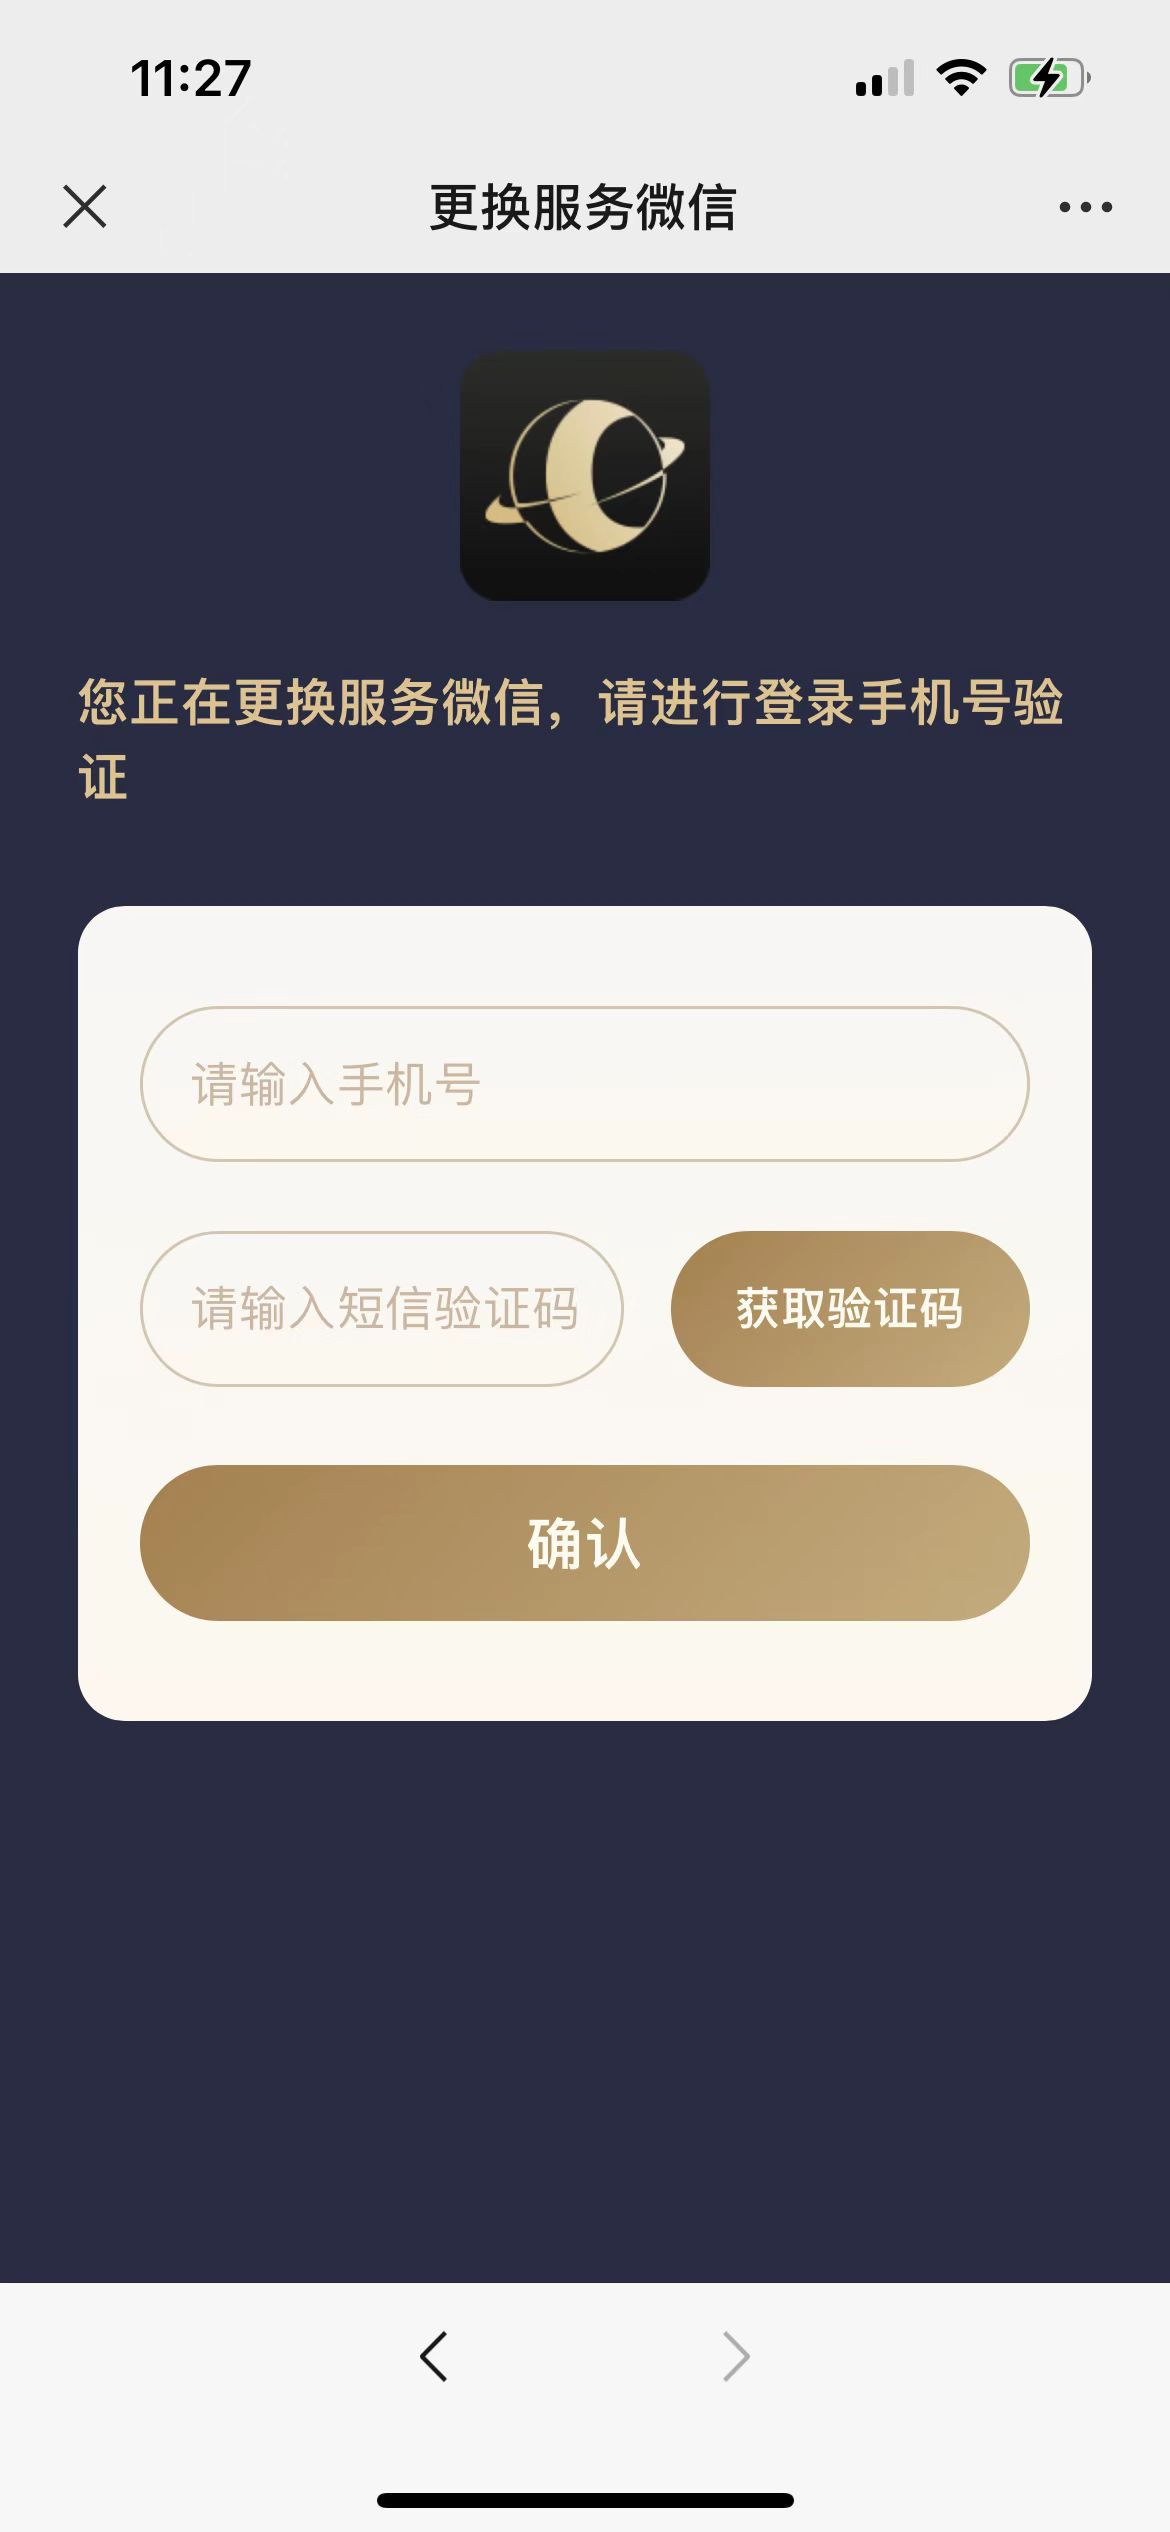 11:27
更换服务微信
您正在更换服务微信，请进行登录手机号验
证
请输入手机号
请输入短信验证码
获取验证码
确认